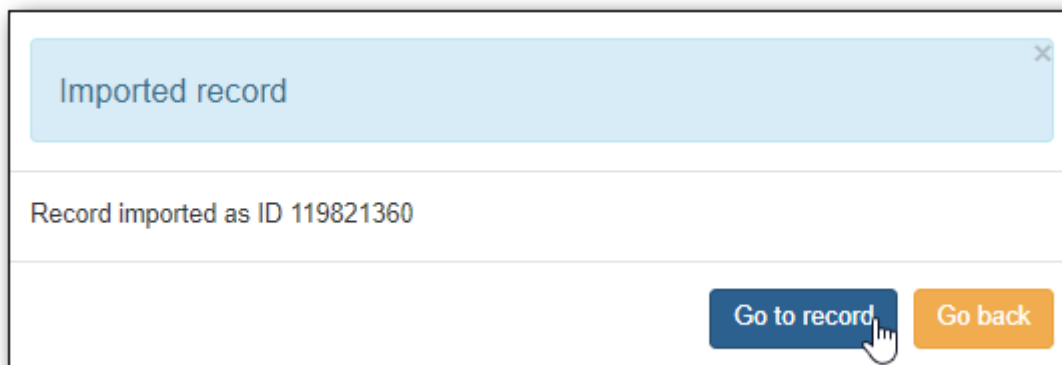 ×
Imported record
Record imported as ID 119821360
Go to record
Go back